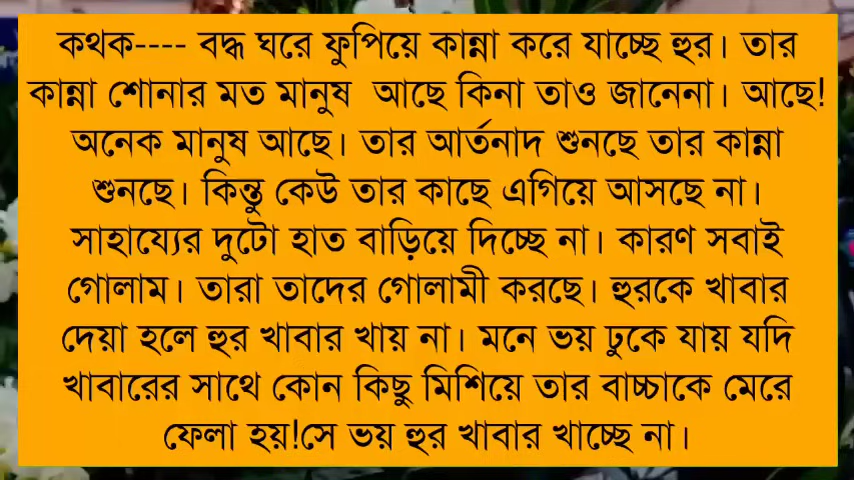 কথক---- বদ্ধ ঘরে ফুপিয়ে কান্না করে যাচ্ছে হুর। তার
কান্না শোনার মত মানুষ আছে কিনা তাও জানেনা। আছে!
অনেক মানুষ আছে। তার আর্তনাদ শুনছে তার কান্না
শুনছে। কিন্তু কেউ তার কাছে এগিয়ে আসছে না।
সাহায্যের দুটো হাত বাড়িয়ে দিচ্ছে না। কারণ সবাই
গোলাম। তারা তাদের গোলামী করছে। হুরকে খাবার
দেয়া হলে হুর খাবার খায় না। মনে ভয় ঢুকে যায় যদি
খাবারের সাথে কোন কিছু মিশিয়ে তার বাচ্চাকে মেরে
ফেলা হয়!সে ভয় হুর খাবার খাচ্ছে না।